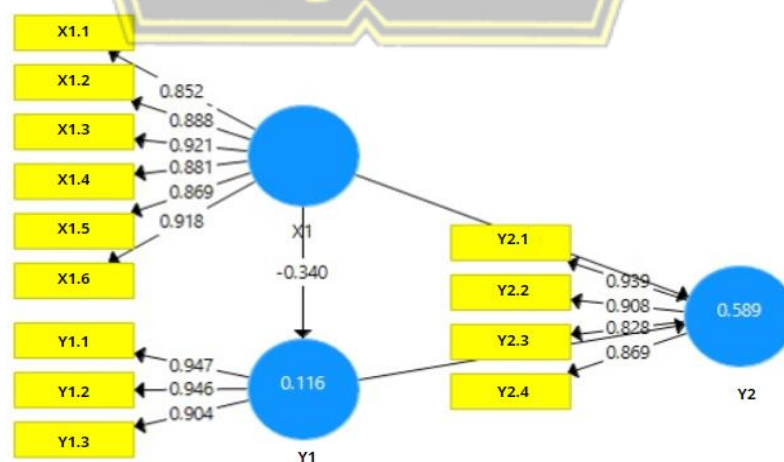 X1.1
X1.2
X1.3
X1.4
X1.5
X1.6
0.852
0.888
0.921
0.881
0.869
0.918
X1
-0.340
Y1.1
Y1.2
Y1.3
0.947
0.946
0.904
0.116
Y1
Y2.1
Y2.2
Y2.3
Y2.4
0.939
0.908
0.828
0.869
0.589
Y2